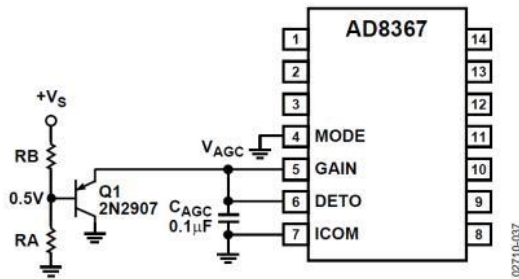 AD8367
1
2
3
4 MODE
5 GAIN
6 DETO
7 ICOM
14
13
12
11
10
9
8
+VS
RB
0.5V
RA
Q1
2N2907
VAGC
CAGC
0.1µF
02710-037